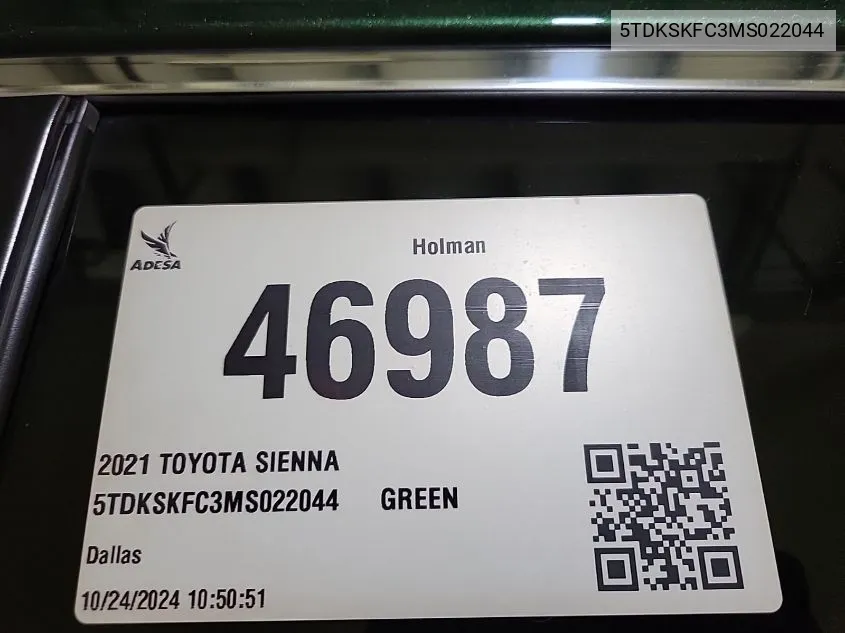 5TDKSKFC3MS022044
ADESA
Holman
46987
2021 TOYOTA SIENNA
5TDKSKFC3MS022044 GREEN
Dallas
10/24/2024 10:50:51